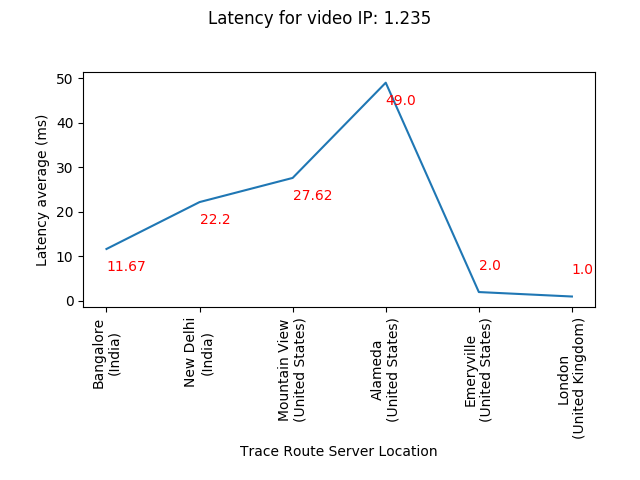 Latency for video IP: 1.235
50
40
30
20
10
0
Latency average (ms)
11.67
22.2
27.62
49.0
2.0
1.0
Bangalore
(India)
New Delhi
(India)
Mountain View
(United States)
Alameda
(United States)
Emeryville
(United States)
London
(United Kingdom)
Trace Route Server Location